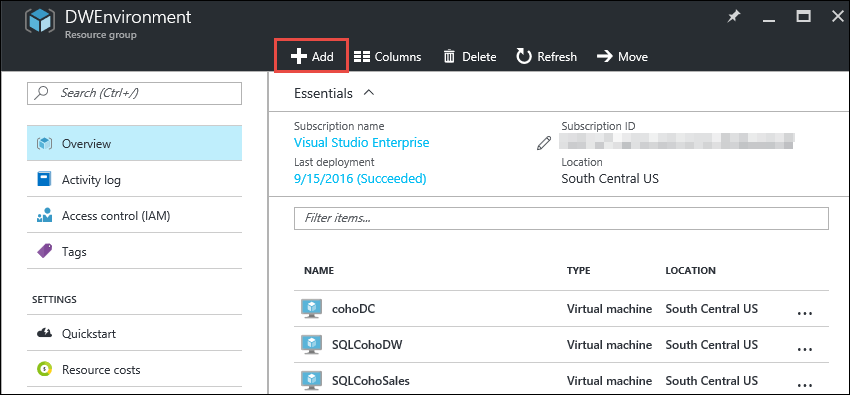 DWEnvironment
Resource group
Add Columns Delete Refresh Move
Search (Ctrl+/)
Overview
Activity log
Access control (IAM)
Tags
SETTINGS
Quickstart
Resource costs
Essentials
Subscription name Subscription ID
Visual Studio Enterprise
Last deployment Location
9/15/2016 (Succeeded) South Central US
Filter items...
NAME TYPE LOCATION
cohoDC Virtual machine South Central US ...
SQLCohoDW Virtual machine South Central US ...
SQLCohoSales Virtual machine South Central US ...